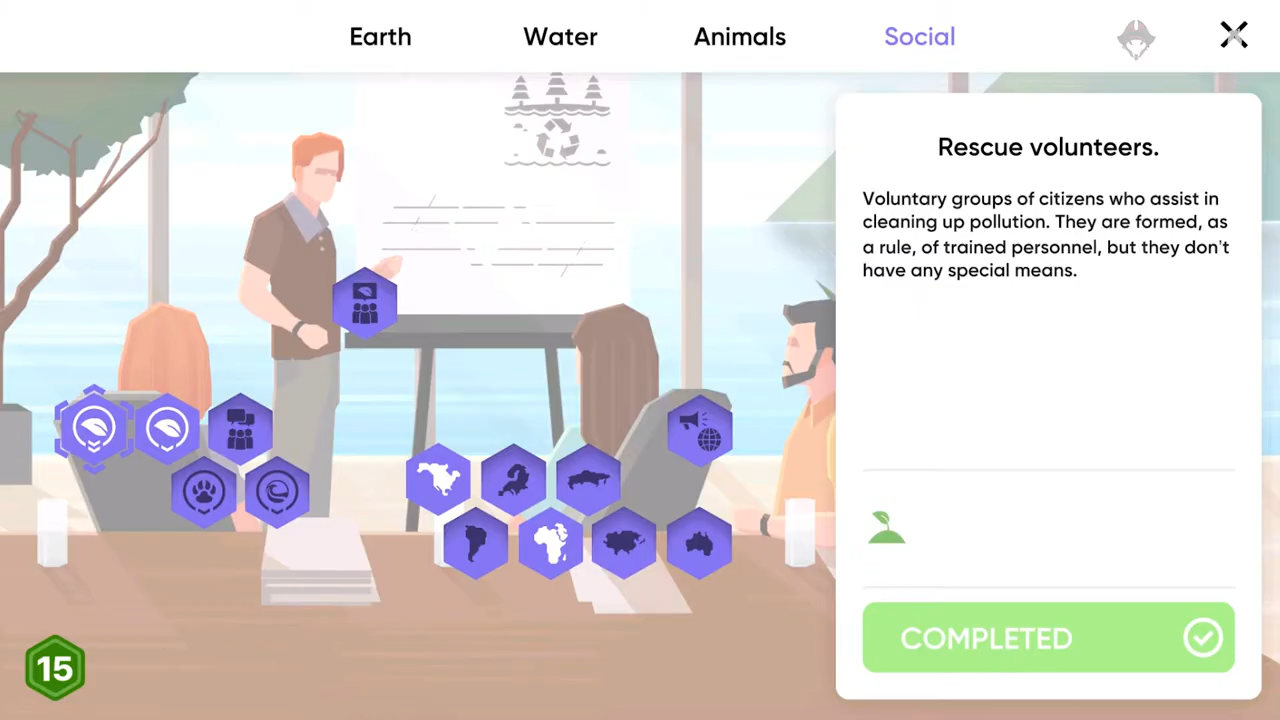 Earth
Water
Animals
Social
Rescue volunteers.
Voluntary groups of citizens who assist in
cleaning up pollution. They are formed, as
a rule, of trained personnel, but they don't
have any special means.
COMPLETED
15